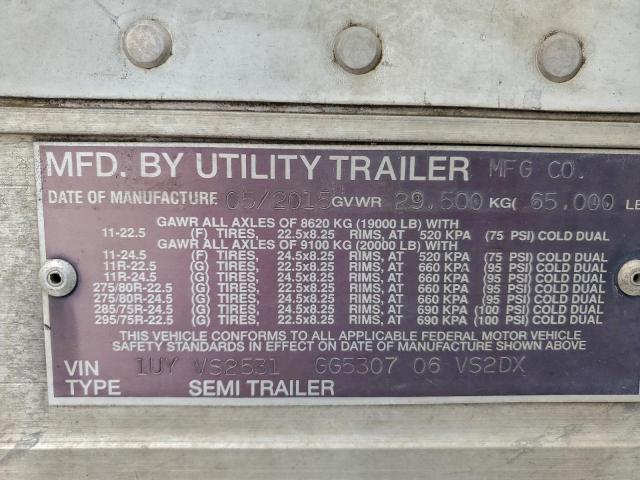 MFD. BY UTILITY TRAILER MFG CO.
DATE OF MANUFACTURE 05/2015 GVWR 29,500 KG( 65,000 LB
GAWR ALL AXLES OF 8620 KG (19000 LB) WITH
11-22.5 (F) TIRES, 22.5x8.25 RIMS, AT 520 KPA (75 PSI) COLD DUAL
GAWR ALL AXLES OF 9100 KG (20000 LB) WITH
11-24.5 (F) TIRES, 24.5x8.25 RIMS, AT 520 KPA (75 PSI) COLD DUAL
11R-22.5 (G) TIRES, 22.5x8.25 RIMS, AT 660 KPA (95 PSI) COLD DUAL
11R-24.5 (G) TIRES, 24.5x8.25 RIMS, AT 660 KPA (95 PSI) COLD DUAL
275/80R-22.5 (G) TIRES, 22.5x8.25 RIMS, AT 660 KPA (95 PSI) COLD DUAL
275/80R-24.5 (G) TIRES, 24.5x8.25 RIMS, AT 660 KPA (95 PSI) COLD DUAL
285/75R-24.5 (G) TIRES, 24.5x8.25 RIMS, AT 690 KPA (100 PSI) COLD DUAL
295/75R-22.5 (G) TIRES, 22.5x8.25 RIMS, AT 690 KPA (100 PSI) COLD DUAL
THIS VEHICLE CONFORMS TO ALL APPLICABLE FEDERAL MOTOR VEHICLE
SAFETY STANDARDS IN EFFECT ON DATE OF MANUFACTURE SHOWN ABOVE
VIN 1UY VS2531 GG5307 06 VS2DX
TYPE SEMI TRAILER